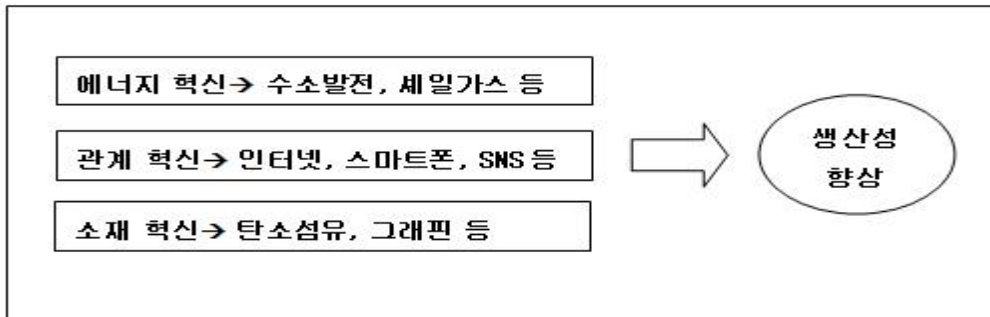 에너지 혁신→ 수소발전, 셰일가스 등
관계 혁신→ 인터넷, 스마트폰, SNS 등
소재 혁신→ 탄소섬유, 그래핀 등
생산성
향상